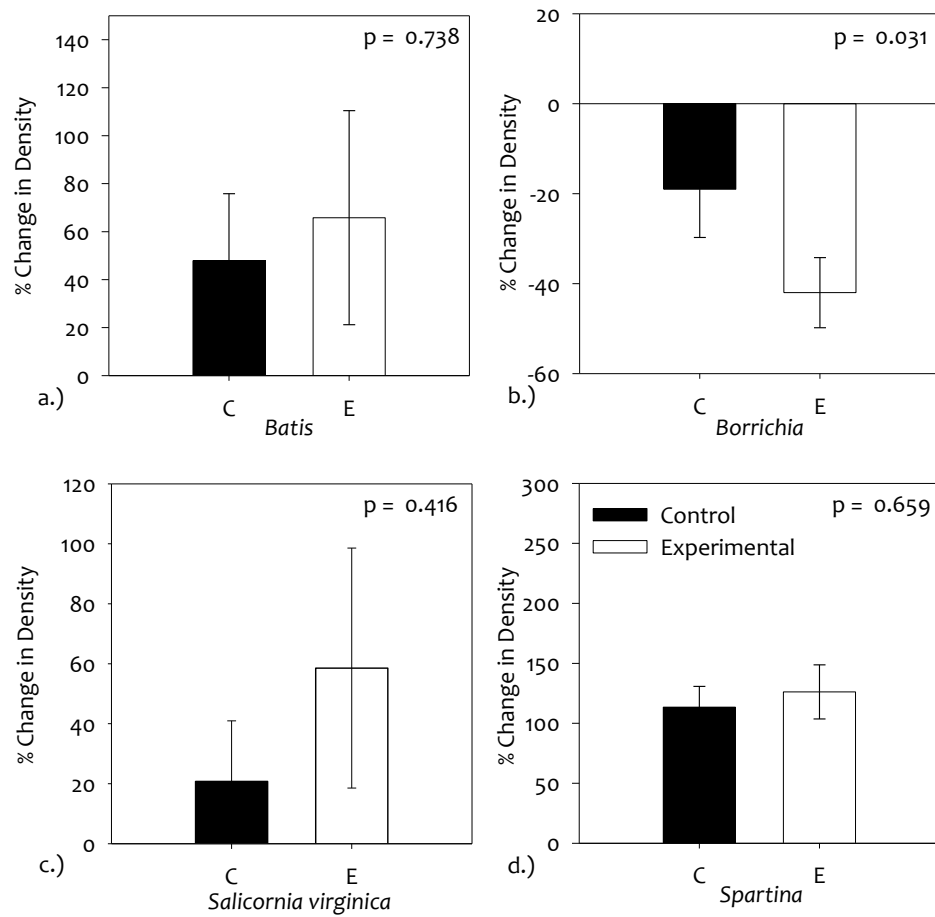 140
120
100
80
60
40
20
0
% Change in Density
p = 0.738
C E
a.)
Batis
20
0
-20
-40
-60
% Change in Density
p = 0.031
C E
b.)
Borrichia
120
100
80
60
40
20
0
% Change in Density
p = 0.416
C E
c.)
Salicornia virginica
300
250
200
150
100
50
0
% Change in Density
p = 0.659
Control
Experimental
C E
d.)
Spartina